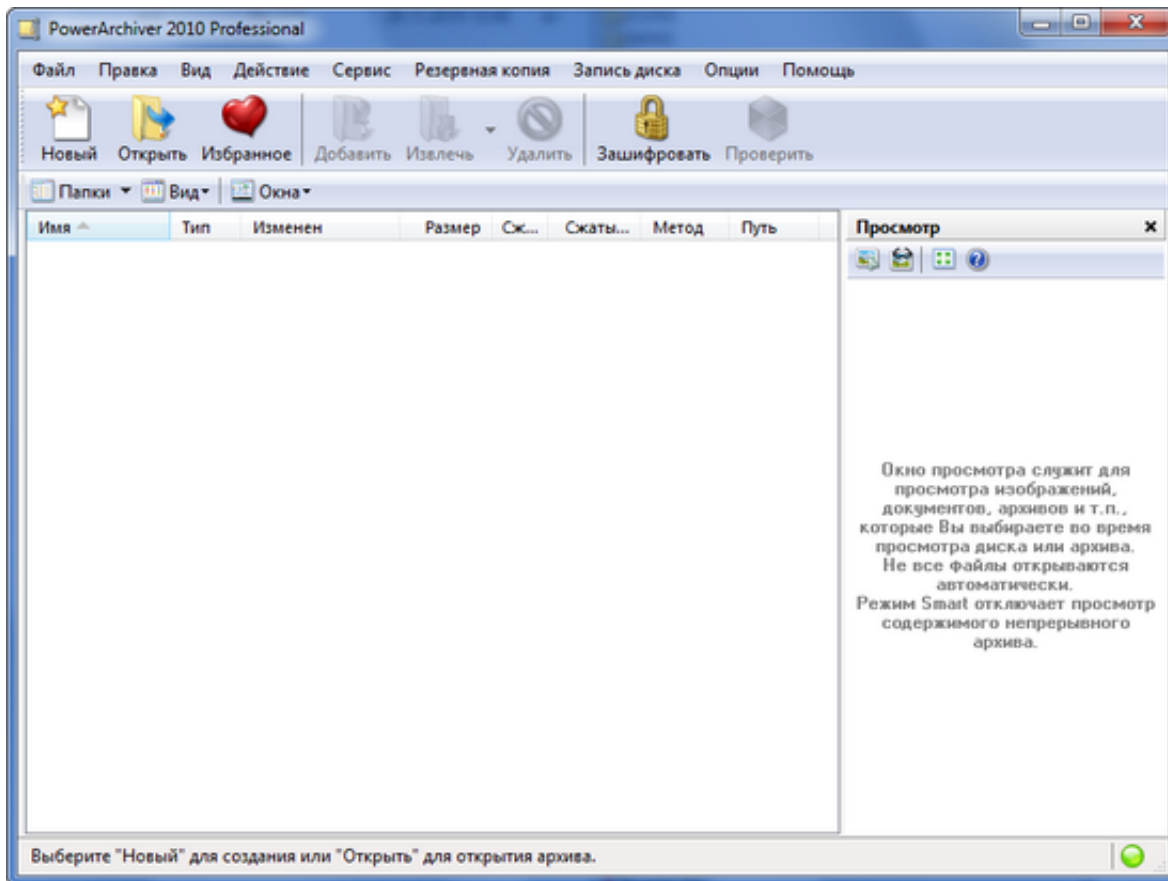 PowerArchiver 2010 Professional
Файл Правка Вид Действие Сервис Резервная копия Запись диска Опции Помощь
Новый Открыть Избранное Добавить Извлечь Удалить Зашифровать Проверить
Папки Вид Окна
Имя Тип Изменен Размер Сж... Сжаты... Метод Путь
Просмотр
Окно просмотра служит для
просмотра изображений,
документов, архивов и т.п.,
которые Вы выбираете во время
просмотра диска или архива.
Не все файлы открываются
автоматически.
Режим Smart отключает просмотр
содержимого непрерывного
архива.
Выберите "Новый" для создания или "Открыть" для открытия архива.